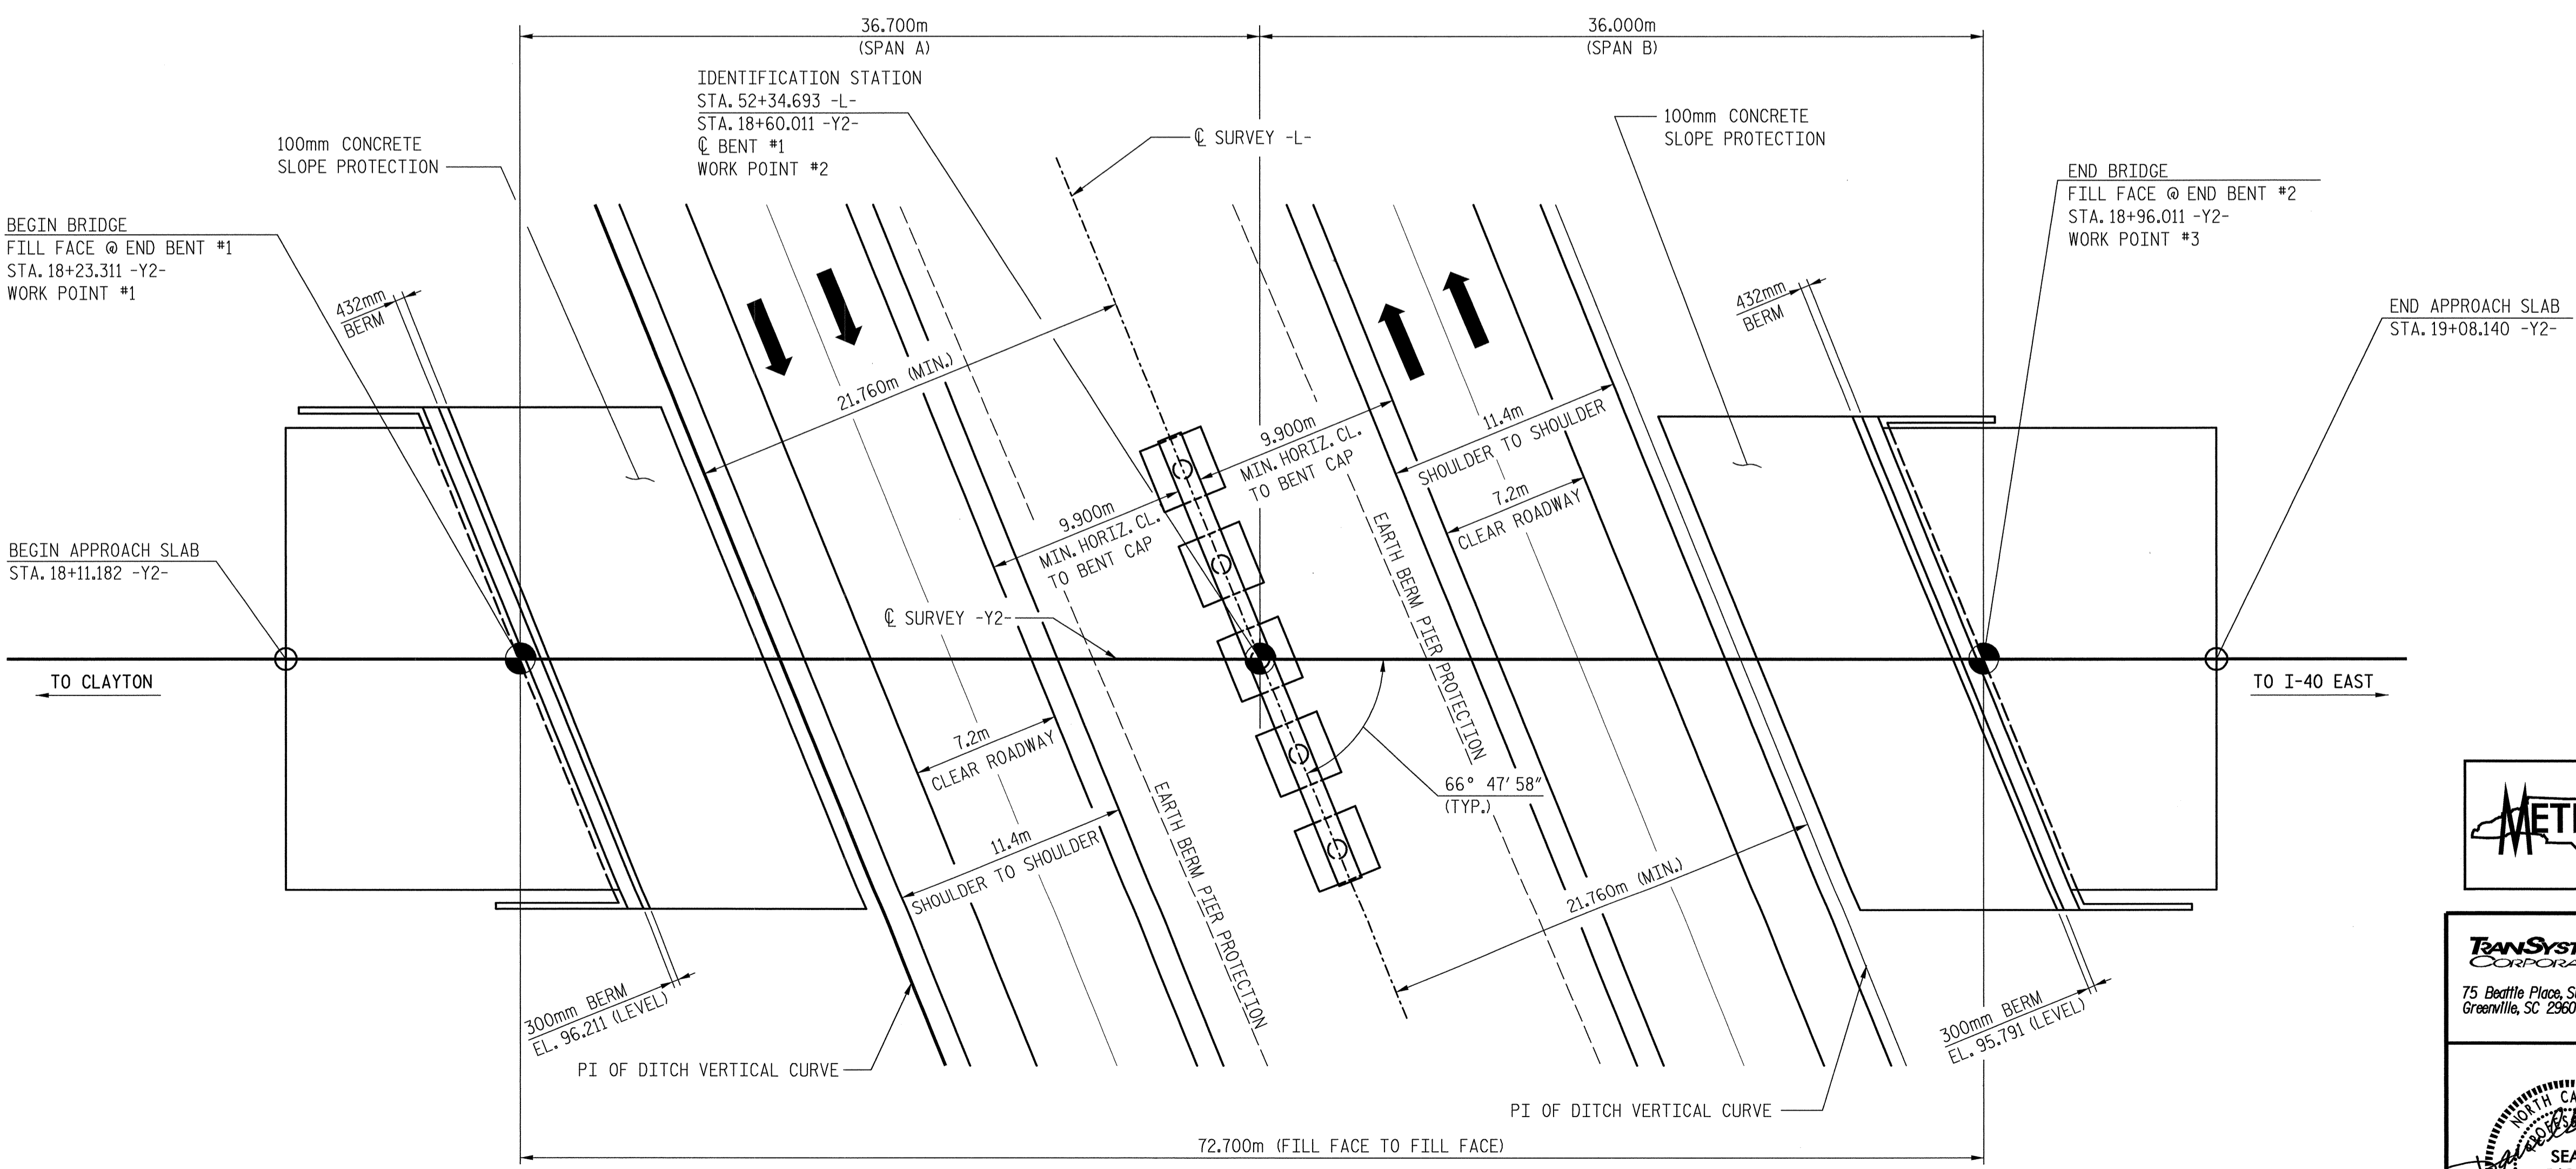 36.700m
(SPAN A)
36.000m
(SPAN B)
IDENTIFICATION STATION
STA. 52+34.693 -L-
STA. 18+60.011 -Y2-
℄ BENT #1
WORK POINT #2
℄ SURVEY -L-
100mm CONCRETE
SLOPE PROTECTION
100mm CONCRETE
SLOPE PROTECTION
END BRIDGE
FILL FACE @ END BENT #2
STA. 18+96.011 -Y2-
WORK POINT #3
BEGIN BRIDGE
FILL FACE @ END BENT #1
STA. 18+23.311 -Y2-
WORK POINT #1
432mm
BERM
432mm
BERM
END APPROACH SLAB
STA. 19+08.140 -Y2-
21.760m (MIN.)
9.900m
MIN. HORIZ. CL.
TO BENT CAP
11.4m
SHOULDER TO SHOULDER
9.900m
MIN. HORIZ. CL.
TO BENT CAP
7.2m
CLEAR ROADWAY
BEGIN APPROACH SLAB
STA. 18+11.182 -Y2-
℄ SURVEY -Y2-
EARTH BERM PIER PROTECTION
TO CLAYTON
TO I-40 EAST
7.2m
CLEAR ROADWAY
66° 47' 58"
(TYP.)
11.4m
SHOULDER TO SHOULDER
EARTH BERM PIER PROTECTION
21.760m (MIN.)
300mm BERM
EL. 96.211 (LEVEL)
300mm BERM
EL. 95.791 (LEVEL)
PI OF DITCH VERTICAL CURVE
PI OF DITCH VERTICAL CURVE
72.700m (FILL FACE TO FILL FACE)
METR
TRANSYST
CORPORA
75 Beattie Place, S
Greenville, SC 2960
NORTH CA
PROFESS
SEA